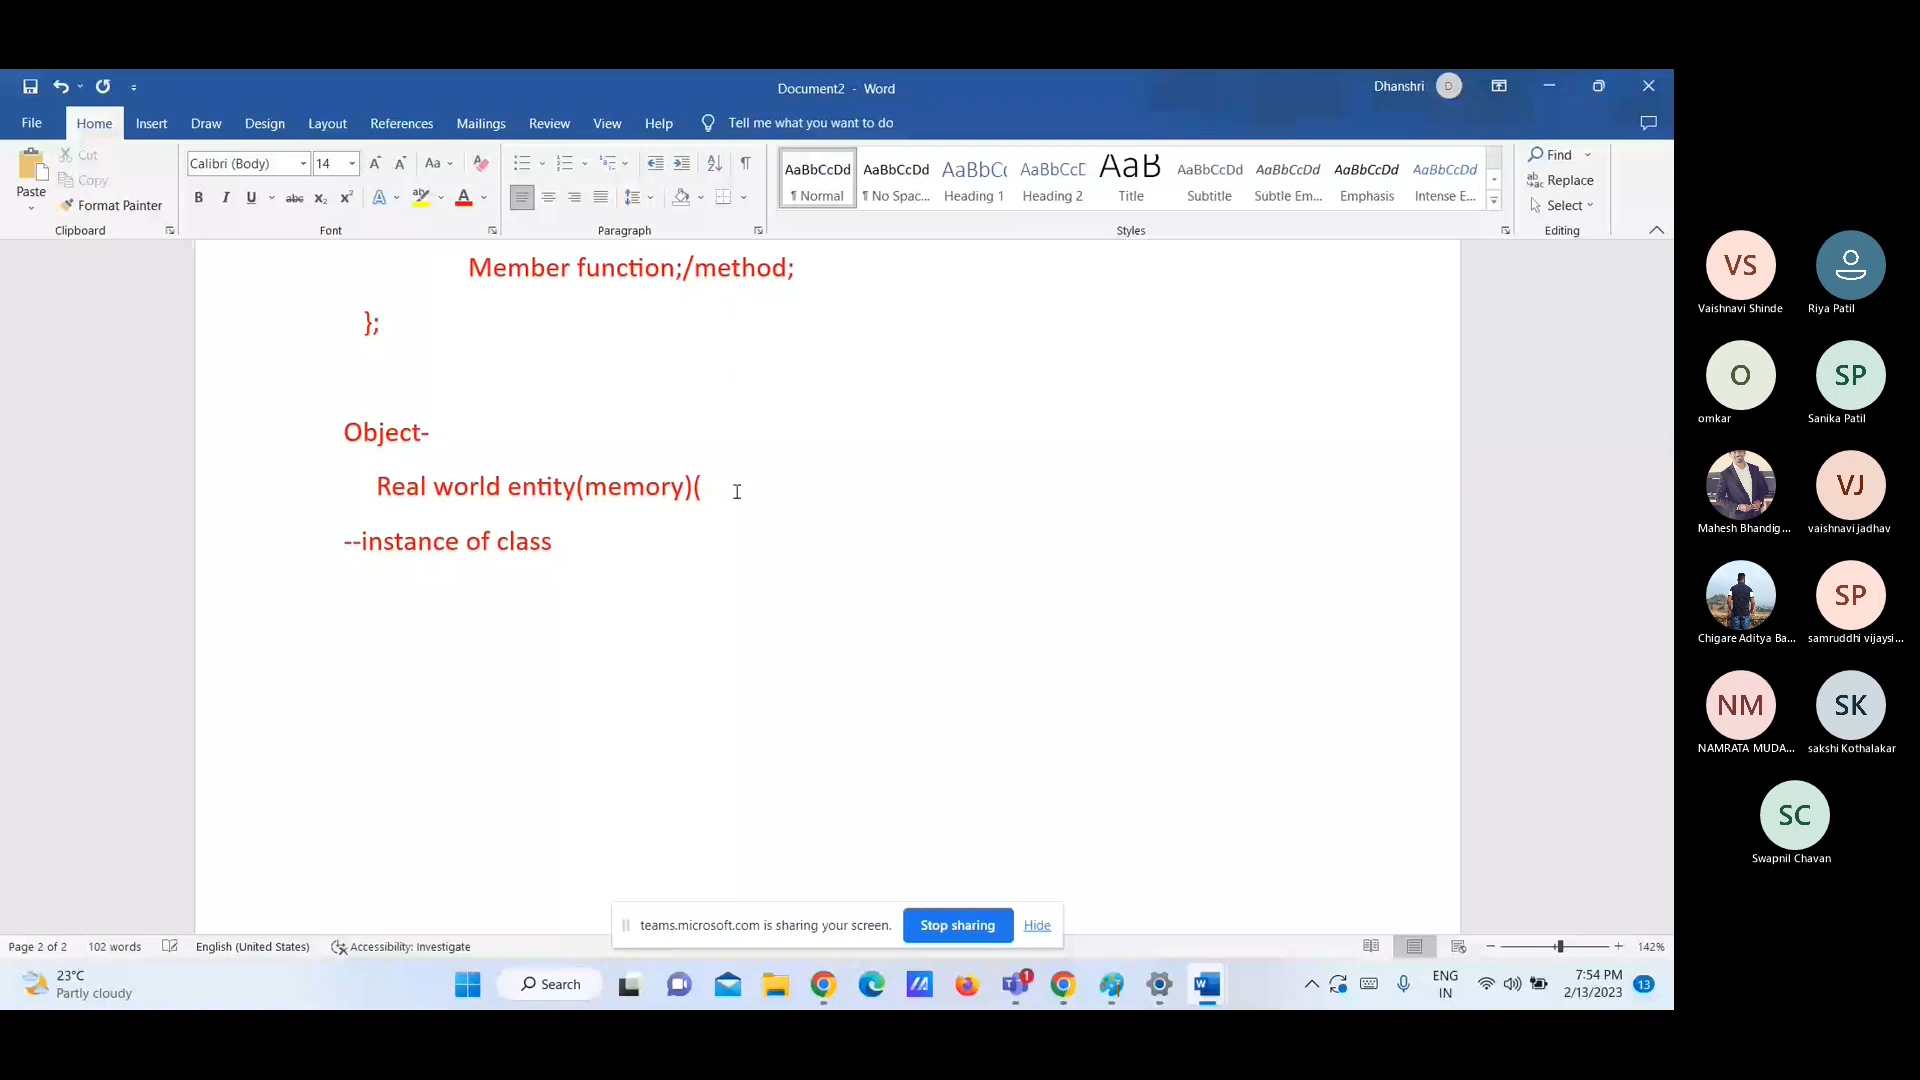 Document2 - Word
Dhanshri
D
File
Home
Insert
Draw
Design
Layout
References
Mailings
Review
View
Help
Tell me what you want to do
Paste
Cut
Copy
Format Painter
Clipboard
Calibri (Body)
14
Font
Paragraph
AaBbCcDd
¶ Normal
AaBbCcDd
¶ No Spac...
AaBbCc
Heading 1
AaBbCcD
Heading 2
AaB
Title
AaBbCcDd
Subtitle
AaBbCcDd
Subtle Em...
AaBbCcDd
Emphasis
AaBbCcDd
Intense E...
Styles
Find
Replace
Select
Editing
Member function;/method;
};
Object-
Real world entity(memory)(
--instance of class
teams.microsoft.com is sharing your screen.
Stop sharing
Hide
Page 2 of 2
102 words
English (United States)
Accessibility: Investigate
142%
23°C
Partly cloudy
Search
1
ENG
IN
7:54 PM
2/13/2023
13
VS
Vaishnavi Shinde
Riya Patil
O
omkar
SP
Sanika Patil
Mahesh Bhandig...
VJ
vaishnavi jadhav
Chigare Aditya Ba...
SP
samruddhi vijaysi...
NM
NAMRATA MUDA...
SK
sakshi Kothalakar
SC
Swapnil Chavan